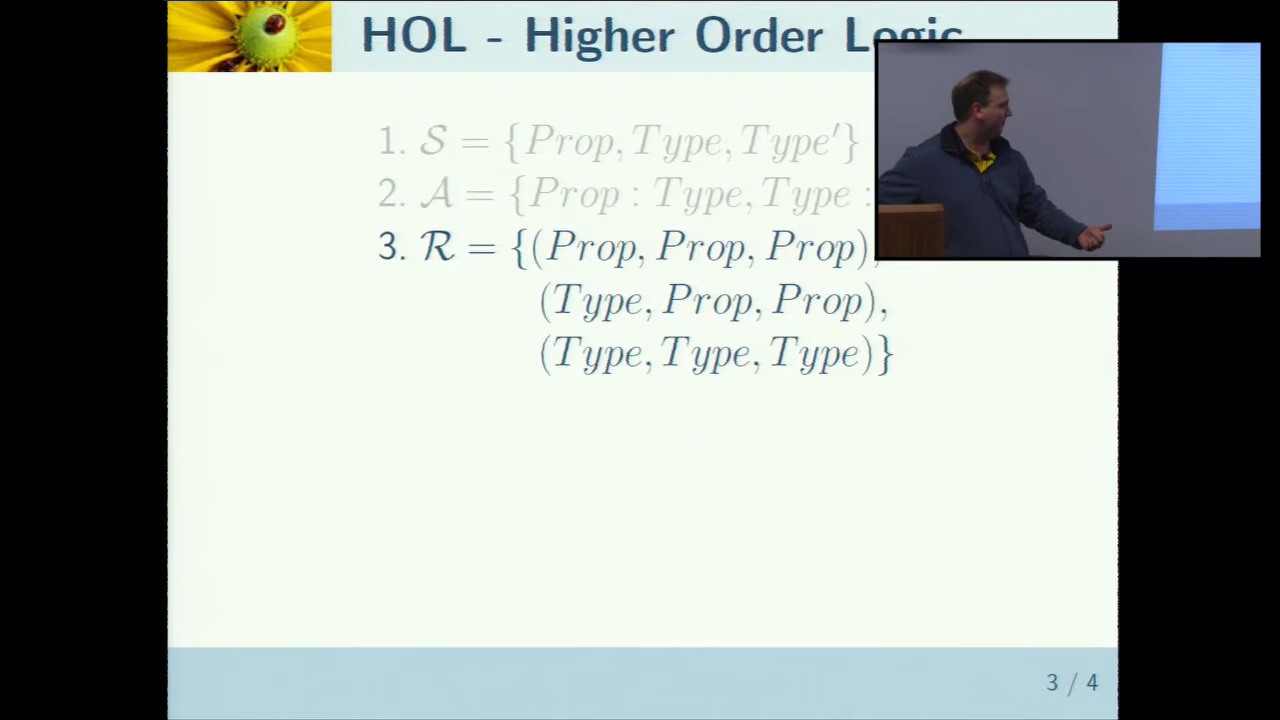 HOL - Higher Order Logic
1. 𝒮 = {Prop, Type, Type′}
2. 𝒜 = {Prop : Type, Type :
3. ℛ = {(Prop, Prop, Prop),
(Type, Prop, Prop),
(Type, Type, Type)}
3 / 4